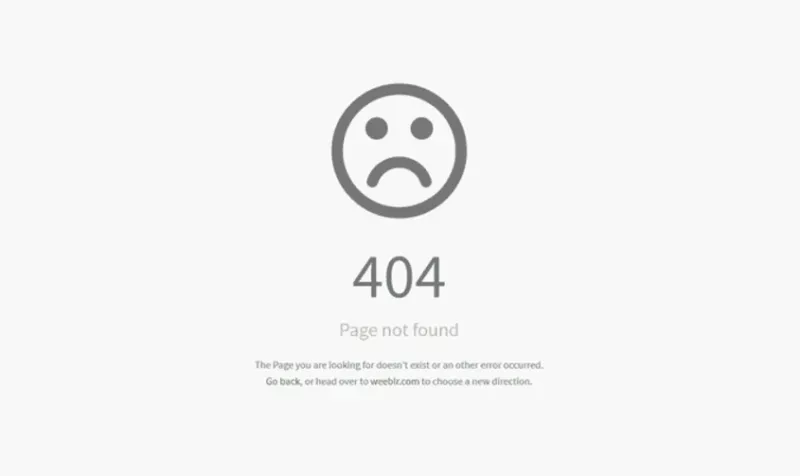 404
Page not found
The Page you are looking for doesn't exist or an other error occurred.
Go back, or head over to weeblr.com to choose a new direction.